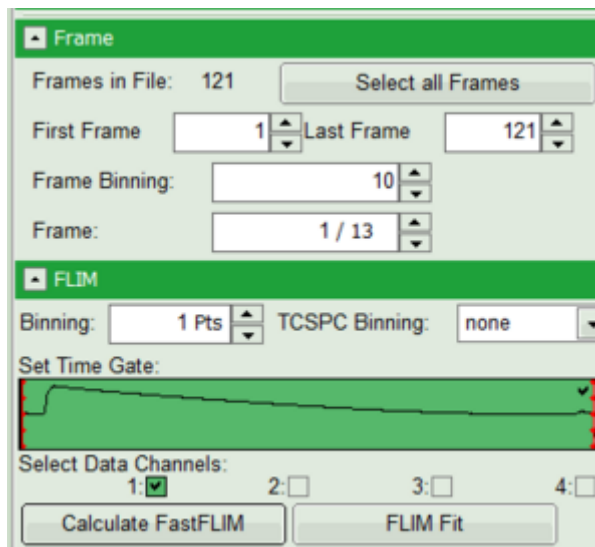 Frame
Frames in File: 121 Select all Frames
First Frame 1 Last Frame 121
Frame Binning: 10
Frame: 1 / 13
FLIM
Binning: 1 Pts TCSPC Binning: none
Set Time Gate:
Select Data Channels:
1: 2: 3: 4:
Calculate FastFLIM FLIM Fit